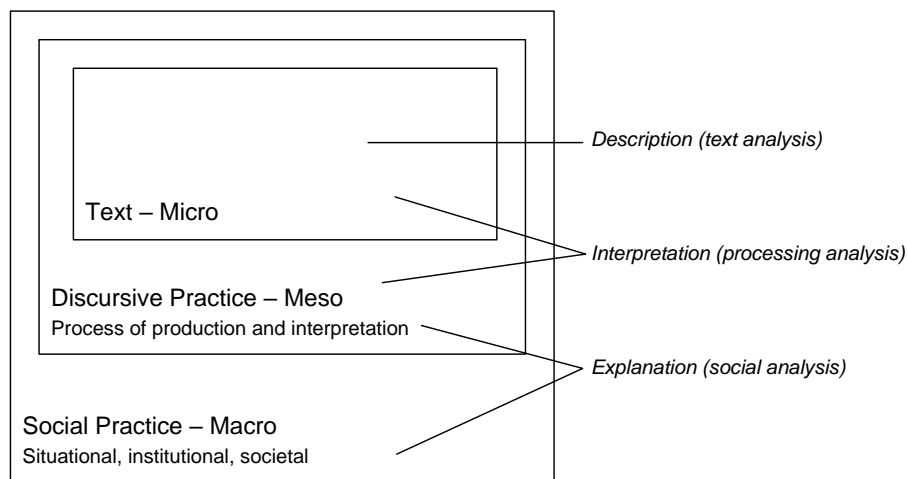 Description (text analysis)
Text – Micro
Interpretation (processing analysis)
Discursive Practice – Meso
Process of production and interpretation
Explanation (social analysis)
Social Practice – Macro
Situational, institutional, societal